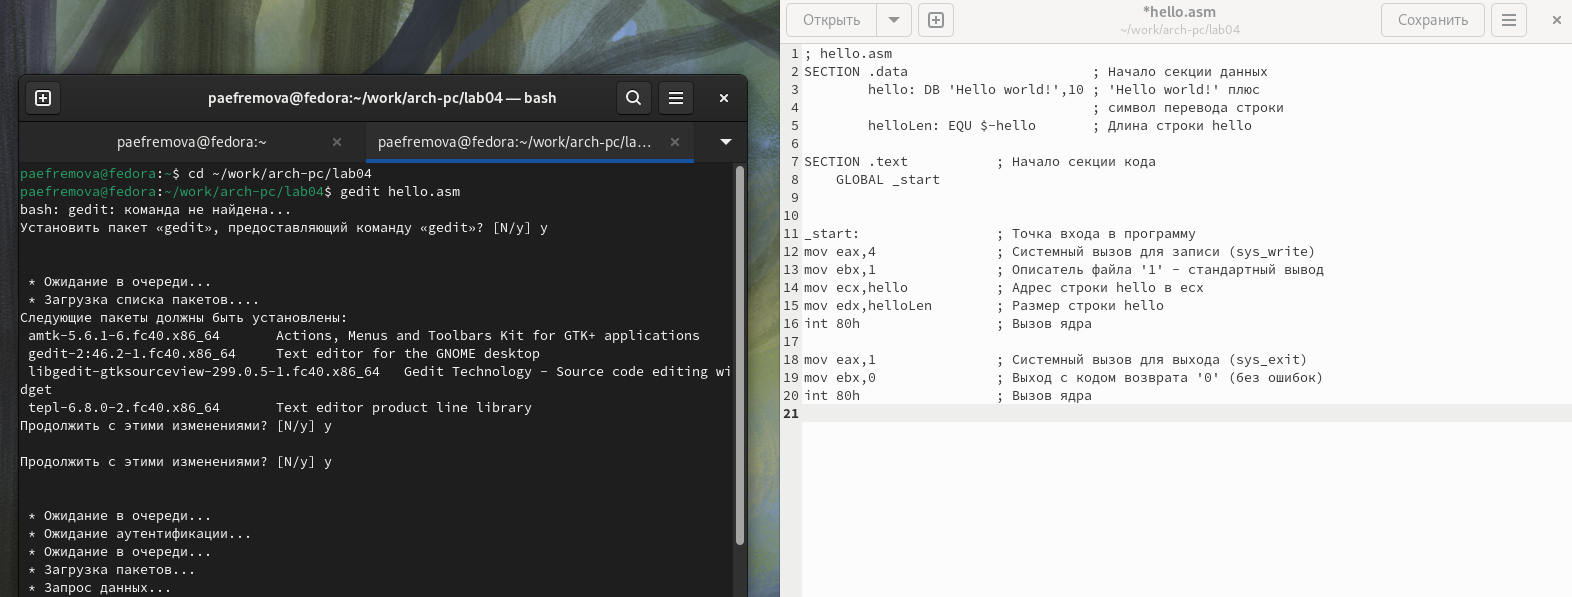 paefremova@fedora:~/work/arch-pc/lab04 — bash
paefremova@fedora:~
paefremova@fedora:~/work/arch-pc/la…
paefremova@fedora:~$ cd ~/work/arch-pc/lab04
paefremova@fedora:~/work/arch-pc/lab04$ gedit hello.asm
bash: gedit: команда не найдена...
Установить пакет «gedit», предоставляющий команду «gedit»? [N/y] y
* Ожидание в очереди...
* Загрузка списка пакетов....
Следующие пакеты должны быть установлены:
amtk-5.6.1-6.fc40.x86_64 Actions, Menus and Toolbars Kit for GTK+ applications
gedit-2:46.2-1.fc40.x86_64 Text editor for the GNOME desktop
libgedit-gtksourceview-299.0.5-1.fc40.x86_64 Gedit Technology - Source code editing wi
dget
tepl-6.8.0-2.fc40.x86_64 Text editor product line library
Продолжить с этими изменениями? [N/y] y
Продолжить с этими изменениями? [N/y] y
* Ожидание в очереди...
* Ожидание аутентификации...
* Ожидание в очереди...
* Загрузка пакетов...
* Запрос данных...
Открыть
*hello.asm
~/work/arch-pc/lab04
Сохранить
1 ; hello.asm
2 SECTION .data ; Начало секции данных
3 hello: DB 'Hello world!',10 ; 'Hello world!' плюс
4 ; символ перевода строки
5 helloLen: EQU $-hello ; Длина строки hello
6
7 SECTION .text ; Начало секции кода
8 GLOBAL _start
9
10
11 _start: ; Точка входа в программу
12 mov eax,4 ; Системный вызов для записи (sys_write)
13 mov ebx,1 ; Описатель файла '1' - стандартный вывод
14 mov ecx,hello ; Адрес строки hello в ecx
15 mov edx,helloLen ; Размер строки hello
16 int 80h ; Вызов ядра
17
18 mov eax,1 ; Системный вызов для выхода (sys_exit)
19 mov ebx,0 ; Выход с кодом возврата '0' (без ошибок)
20 int 80h ; Вызов ядра
21